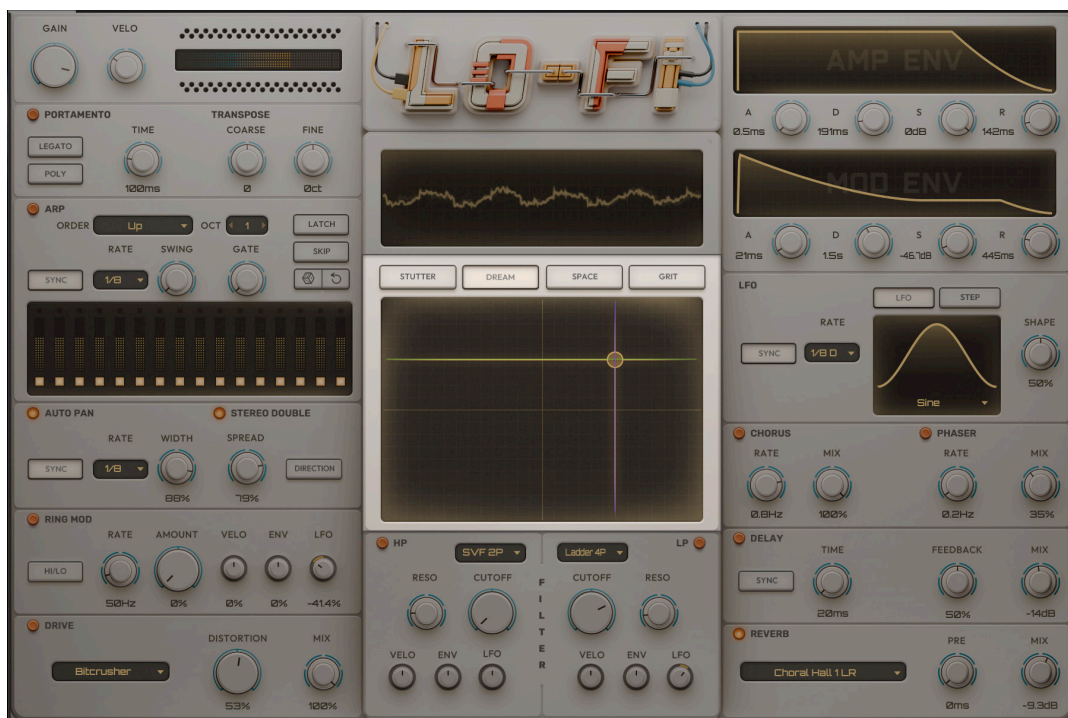 GAIN
VELO
LO-FI
AMP ENV
A
0.5ms
D
191ms
S
0dB
R
142ms
PORTAMENTO
TRANSPOSE
LEGATO
POLY
TIME
100ms
COARSE
0
FINE
0ct
MOD ENV
A
21ms
D
1.5s
S
-46.7dB
R
445ms
ARP
ORDER
Up
OCT
1
LATCH
RATE
SWING
GATE
SKIP
SYNC
1/8
STUTTER
DREAM
SPACE
GRIT
LFO
LFO
STEP
RATE
SHAPE
SYNC
1/8 D
50%
Sine
AUTO PAN
STEREO DOUBLE
RATE
WIDTH
SPREAD
SYNC
1/8
DIRECTION
88%
79%
CHORUS
PHASER
RATE
MIX
RATE
MIX
0.8Hz
100%
0.2Hz
35%
RING MOD
RATE
AMOUNT
VELO
ENV
LFO
HI/LO
50Hz
0%
0%
0%
-41.4%
HP
SVF 2P
Ladder 4P
LP
RESO
CUTOFF
CUTOFF
RESO
FILTER
VELO
ENV
LFO
VELO
ENV
LFO
DELAY
TIME
FEEDBACK
MIX
SYNC
20ms
50%
-14dB
DRIVE
DISTORTION
MIX
Bitcrusher
53%
100%
REVERB
PRE
MIX
Choral Hall 1 LR
0ms
-9.3dB